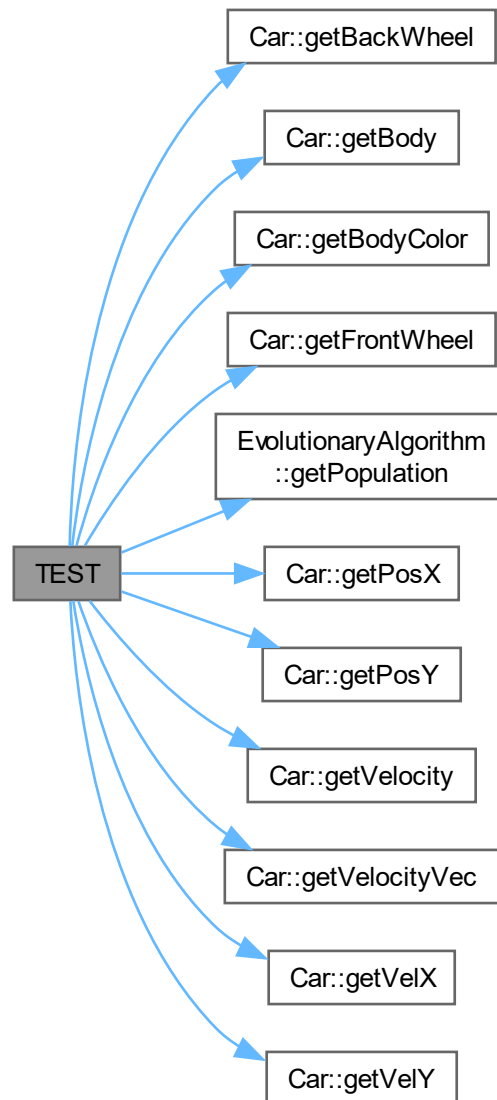 Car::getBackWheel
Car::getBody
Car::getBodyColor
Car::getFrontWheel
EvolutionaryAlgorithm
::getPopulation
TEST
Car::getPosX
Car::getPosY
Car::getVelocity
Car::getVelocityVec
Car::getVelX
Car::getVelY